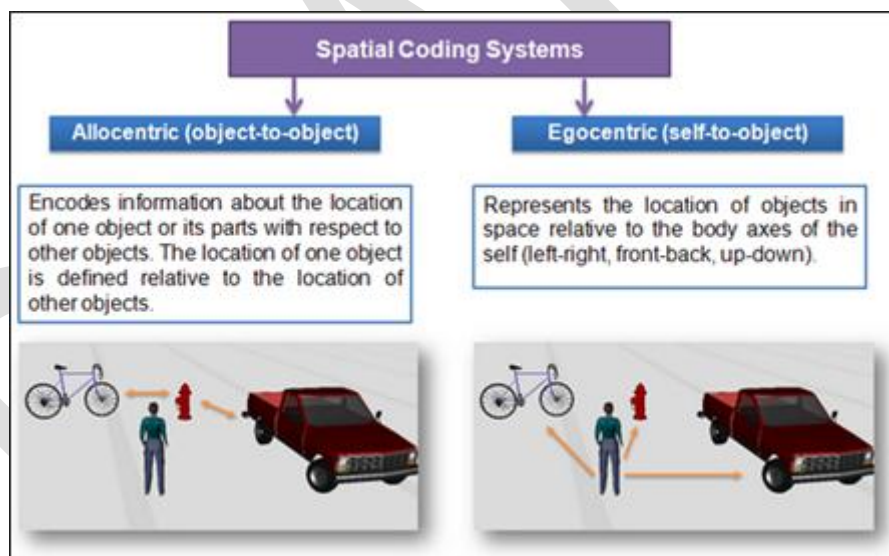 Spatial Coding Systems
Allocentric (object-to-object)
Egocentric (self-to-object)
Encodes information about the location
of one object or its parts with respect to
other objects. The location of one object
is defined relative to the location of
other objects.
Represents the location of objects in
space relative to the body axes of the
self (left-right, front-back, up-down).